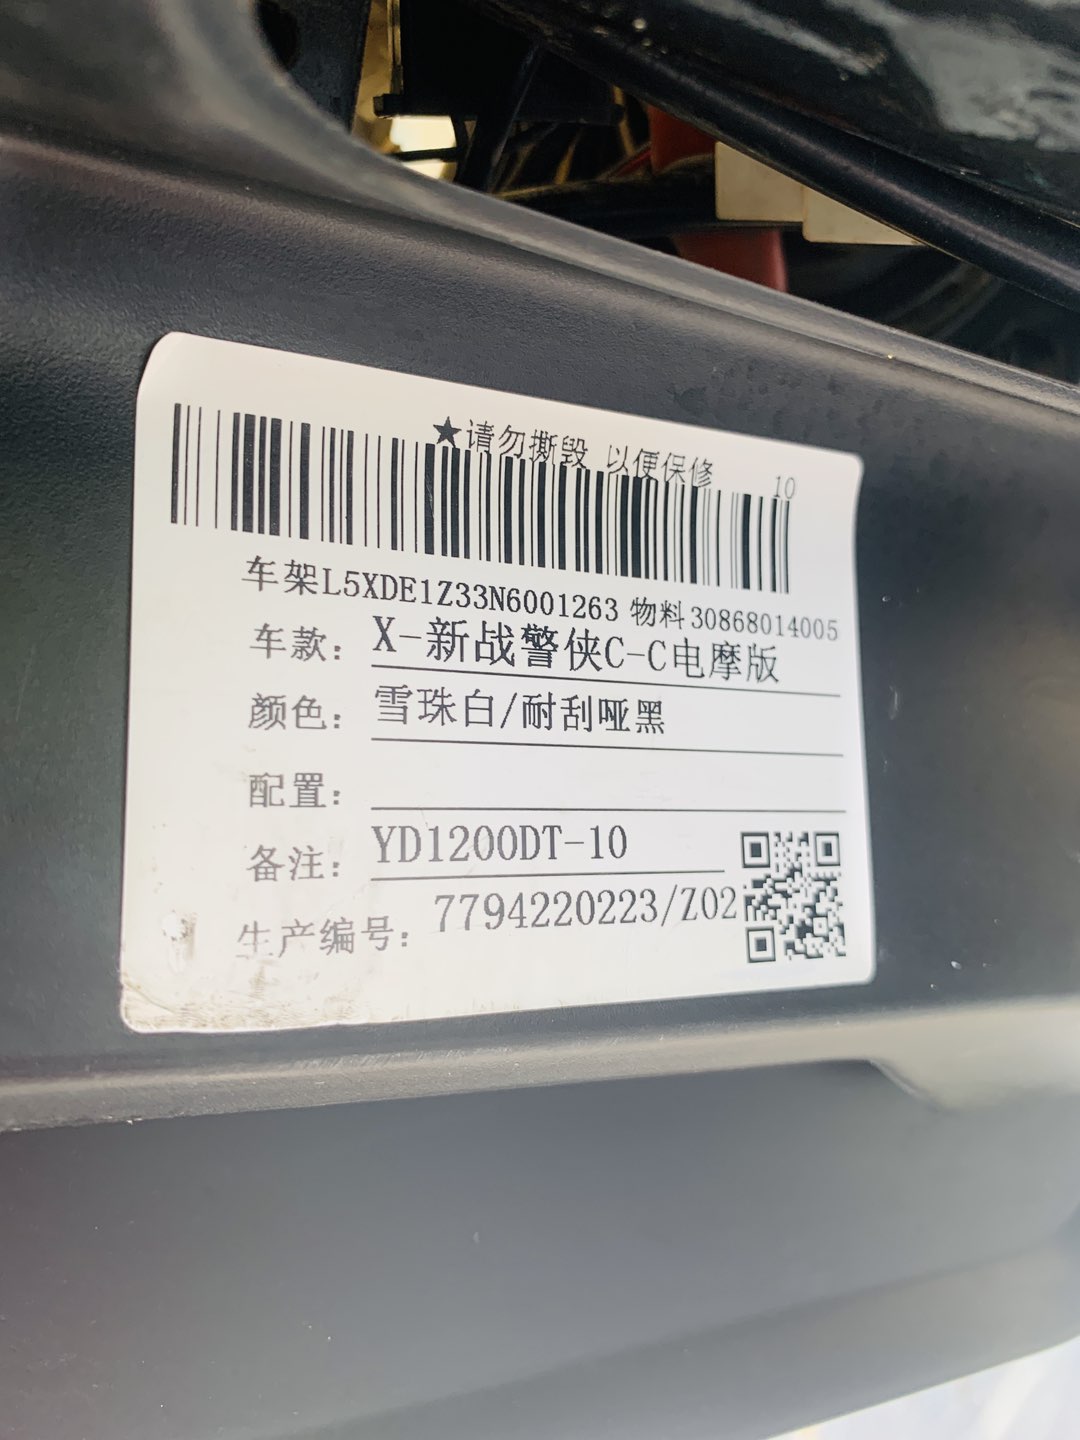 ★请勿撕毁 以便保修 10
车架L5XDE1Z33N6001263 物料30868014005
车款： X-新战警侠C-C电摩版
颜色： 雪珠白/耐刮哑黑
配置：
备注： YD1200DT-10
生产编号： 7794220223/Z02